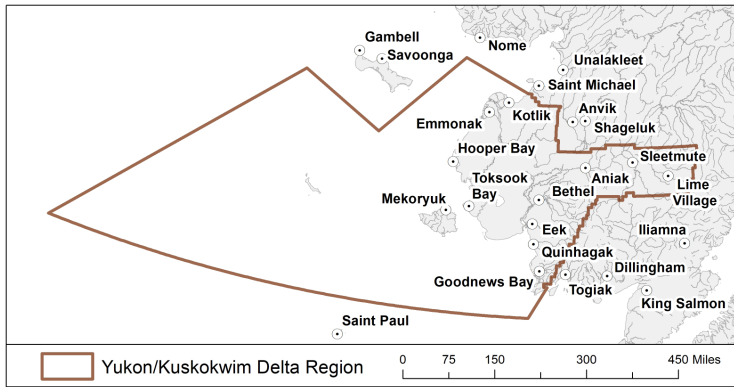 Gambell
Savoonga
Nome
Unalakleet
Saint Michael
Kotlik
Anvik
Emmonak
Shageluk
Hooper Bay
Sleetmute
Toksook
Bay
Aniak
Lime
Village
Mekoryuk
Bethel
Eek
Iliamna
Quinhagak
Goodnews Bay
Togiak
Dillingham
King Salmon
Saint Paul
Yukon/Kuskokwim Delta Region
0 75 150 300 450 Miles